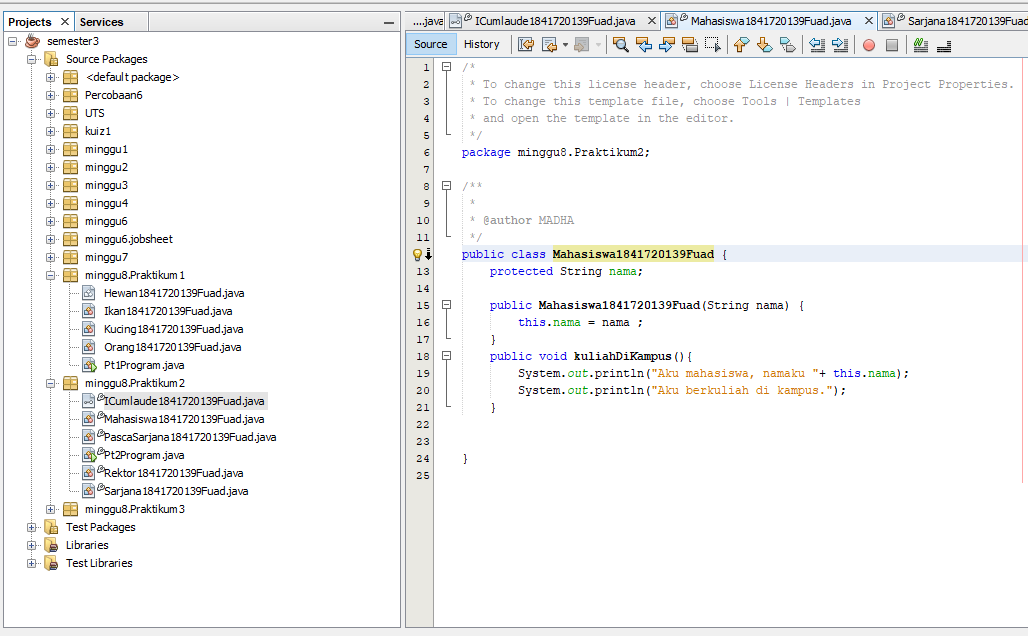 Projects Services
semester3
Source Packages
<default package>
Percobaan6
UTS
kuiz1
minggu1
minggu2
minggu3
minggu4
minggu6
minggu6.jobsheet
minggu7
minggu8.Praktikum1
Hewan1841720139Fuad.java
Ikan1841720139Fuad.java
Kucing1841720139Fuad.java
Orang1841720139Fuad.java
Pt1Program.java
minggu8.Praktikum2
ICumlaude1841720139Fuad.java
Mahasiswa1841720139Fuad.java
PascaSarjana1841720139Fuad.java
Pt2Program.java
Rektor1841720139Fuad.java
Sarjana1841720139Fuad.java
minggu8.Praktikum3
Test Packages
Libraries
Test Libraries
...java ICumlaude1841720139Fuad.java Mahasiswa1841720139Fuad.java Sarjana1841720139Fuad
Source History
1 /*
2 * To change this license header, choose License Headers in Project Properties.
3 * To change this template file, choose Tools | Templates
4 * and open the template in the editor.
5 */
6 package minggu8.Praktikum2;
7
8 /**
9 *
10 * @author MADHA
11 */
public class Mahasiswa1841720139Fuad {
13 protected String nama;
14
15 public Mahasiswa1841720139Fuad(String nama) {
16 this.nama = nama ;
17 }
18 public void kuliahDiKampus(){
19 System.out.println("Aku mahasiswa, namaku "+ this.nama);
20 System.out.println("Aku berkuliah di kampus.");
21 }
22
23
24 }
25